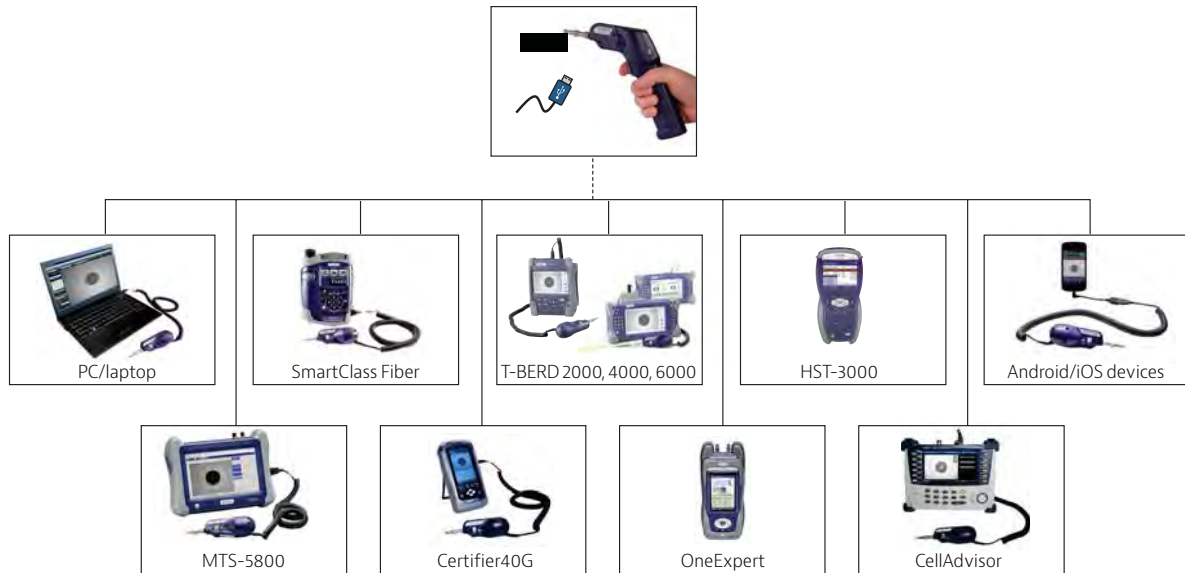 PC/laptop
SmartClass Fiber
T-BERD 2000, 4000, 6000
HST-3000
Android/iOS devices
MTS-5800
Certifier40G
OneExpert
CellAdvisor